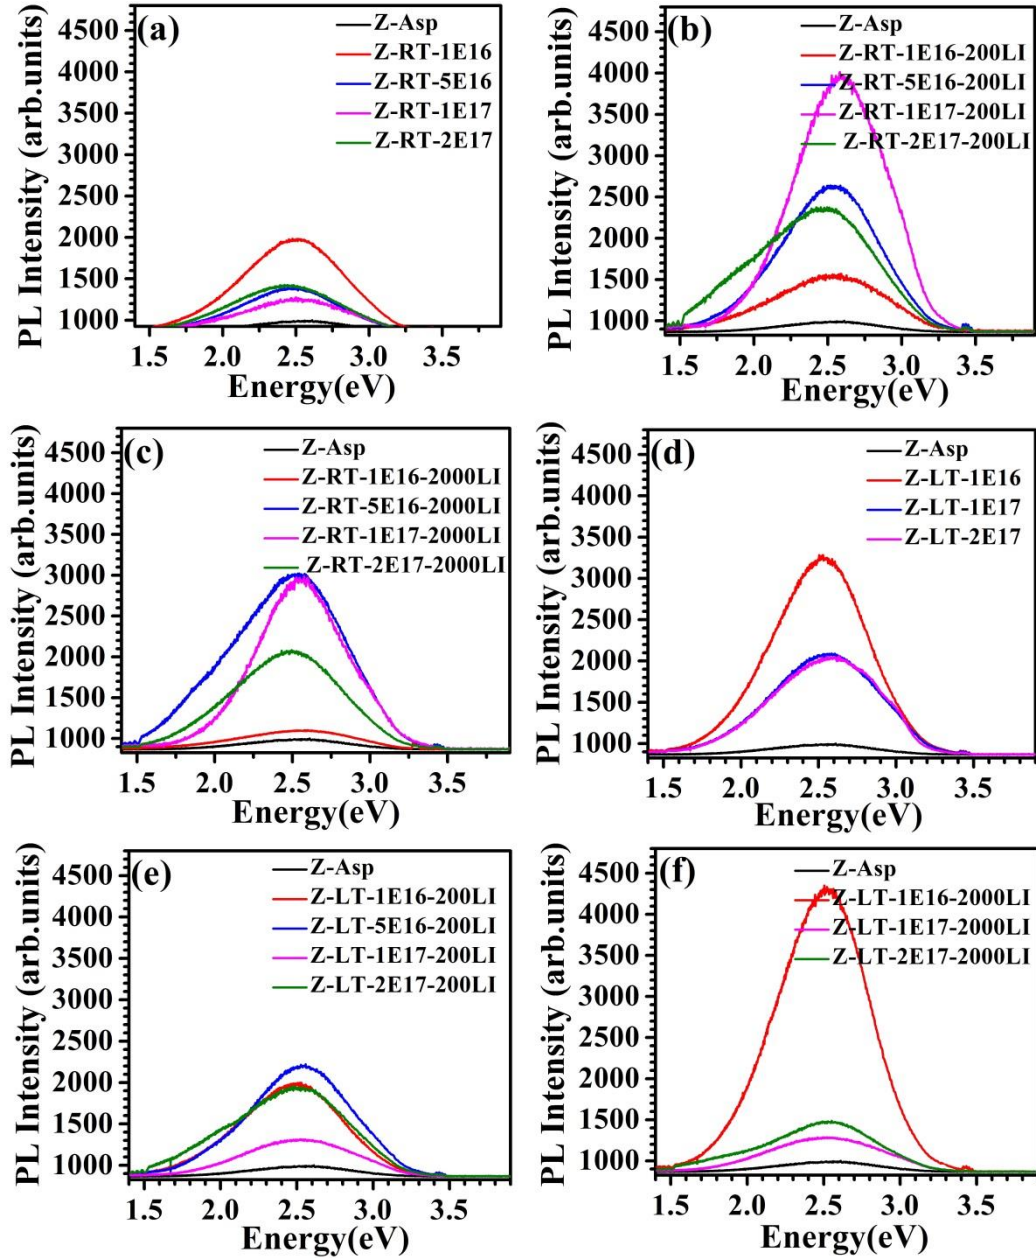 (a)
Z-Asp
Z-RT-1E16
Z-RT-5E16
Z-RT-1E17
Z-RT-2E17
4500
4000
3500
3000
2500
2000
1500
1000
PL Intensity (arb.units)
1.5 2.0 2.5 3.0 3.5
Energy(eV)
(b)
Z-Asp
Z-RT-1E16-200LI
Z-RT-5E16-200LI
Z-RT-1E17-200LI
Z-RT-2E17-200LI
4500
4000
3500
3000
2500
2000
1500
1000
PL Intensity (arb.units)
1.5 2.0 2.5 3.0 3.5
Energy(eV)
(c)
Z-Asp
Z-RT-1E16-2000LI
Z-RT-5E16-2000LI
Z-RT-1E17-2000LI
Z-RT-2E17-2000LI
4500
4000
3500
3000
2500
2000
1500
1000
PL Intensity (arb.units)
1.5 2.0 2.5 3.0 3.5
Energy(eV)
(d)
Z-Asp
Z-LT-1E16
Z-LT-1E17
Z-LT-2E17
4500
4000
3500
3000
2500
2000
1500
1000
PL Intensity (arb.units)
1.5 2.0 2.5 3.0 3.5
Energy(eV)
(e)
Z-Asp
Z-LT-1E16-200LI
Z-LT-5E16-200LI
Z-LT-1E17-200LI
Z-LT-2E17-200LI
4500
4000
3500
3000
2500
2000
1500
1000
PL Intensity (arb.units)
1.5 2.0 2.5 3.0 3.5
Energy(eV)
(f)
Z-Asp
Z-LT-1E16-2000LI
Z-LT-1E17-2000LI
Z-LT-2E17-2000LI
4500
4000
3500
3000
2500
2000
1500
1000
PL Intensity (arb.units)
1.5 2.0 2.5 3.0 3.5
Energy(eV)